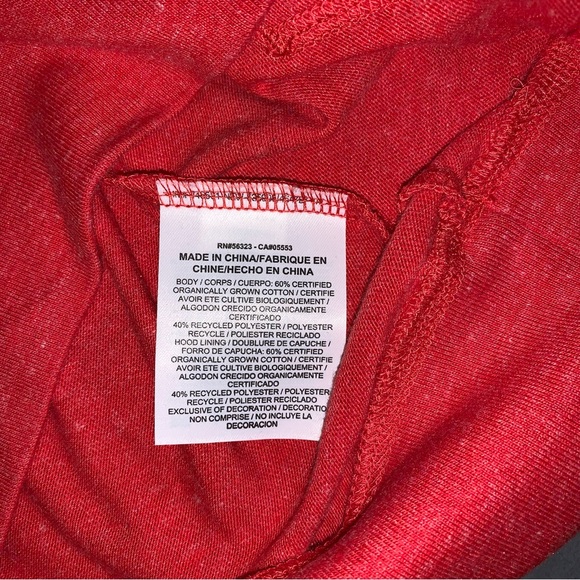 RN#56323 - CA#05553
MADE IN CHINA/FABRIQUE EN
CHINE/HECHO EN CHINA
BODY / CORPS / CUERPO: 60% CERTIFIED
ORGANICALLY GROWN COTTON / CERTIFIE
AVOIR ETE CULTIVE BIOLOGIQUEMENT /
ALGODON CRECIDO ORGANICAMENTE
CERTIFICADO
40% RECYCLED POLYESTER / POLYESTER
RECYCLE / POLIESTER RECICLADO
HOOD LINING / DOUBLURE DE CAPUCHE /
FORRO DE CAPUCHA: 60% CERTIFIED
ORGANICALLY GROWN COTTON / CERTIFIE
AVOIR ETE CULTIVE BIOLOGIQUEMENT /
ALGODON CRECIDO ORGANICAMENTE
CERTIFICADO
40% RECYCLED POLYESTER / POLYESTER
RECYCLE / POLIESTER RECICLADO
EXCLUSIVE OF DECORATION / DECORATIO
NON COMPRISE / NO INCLUYE LA
DECORACION